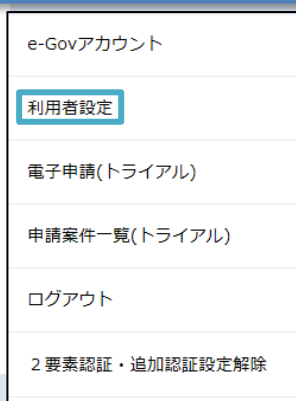 e-Govアカウント
利用者設定
電子申請(トライアル)
申請案件一覧(トライアル)
ログアウト
２要素認証・追加認証設定解除